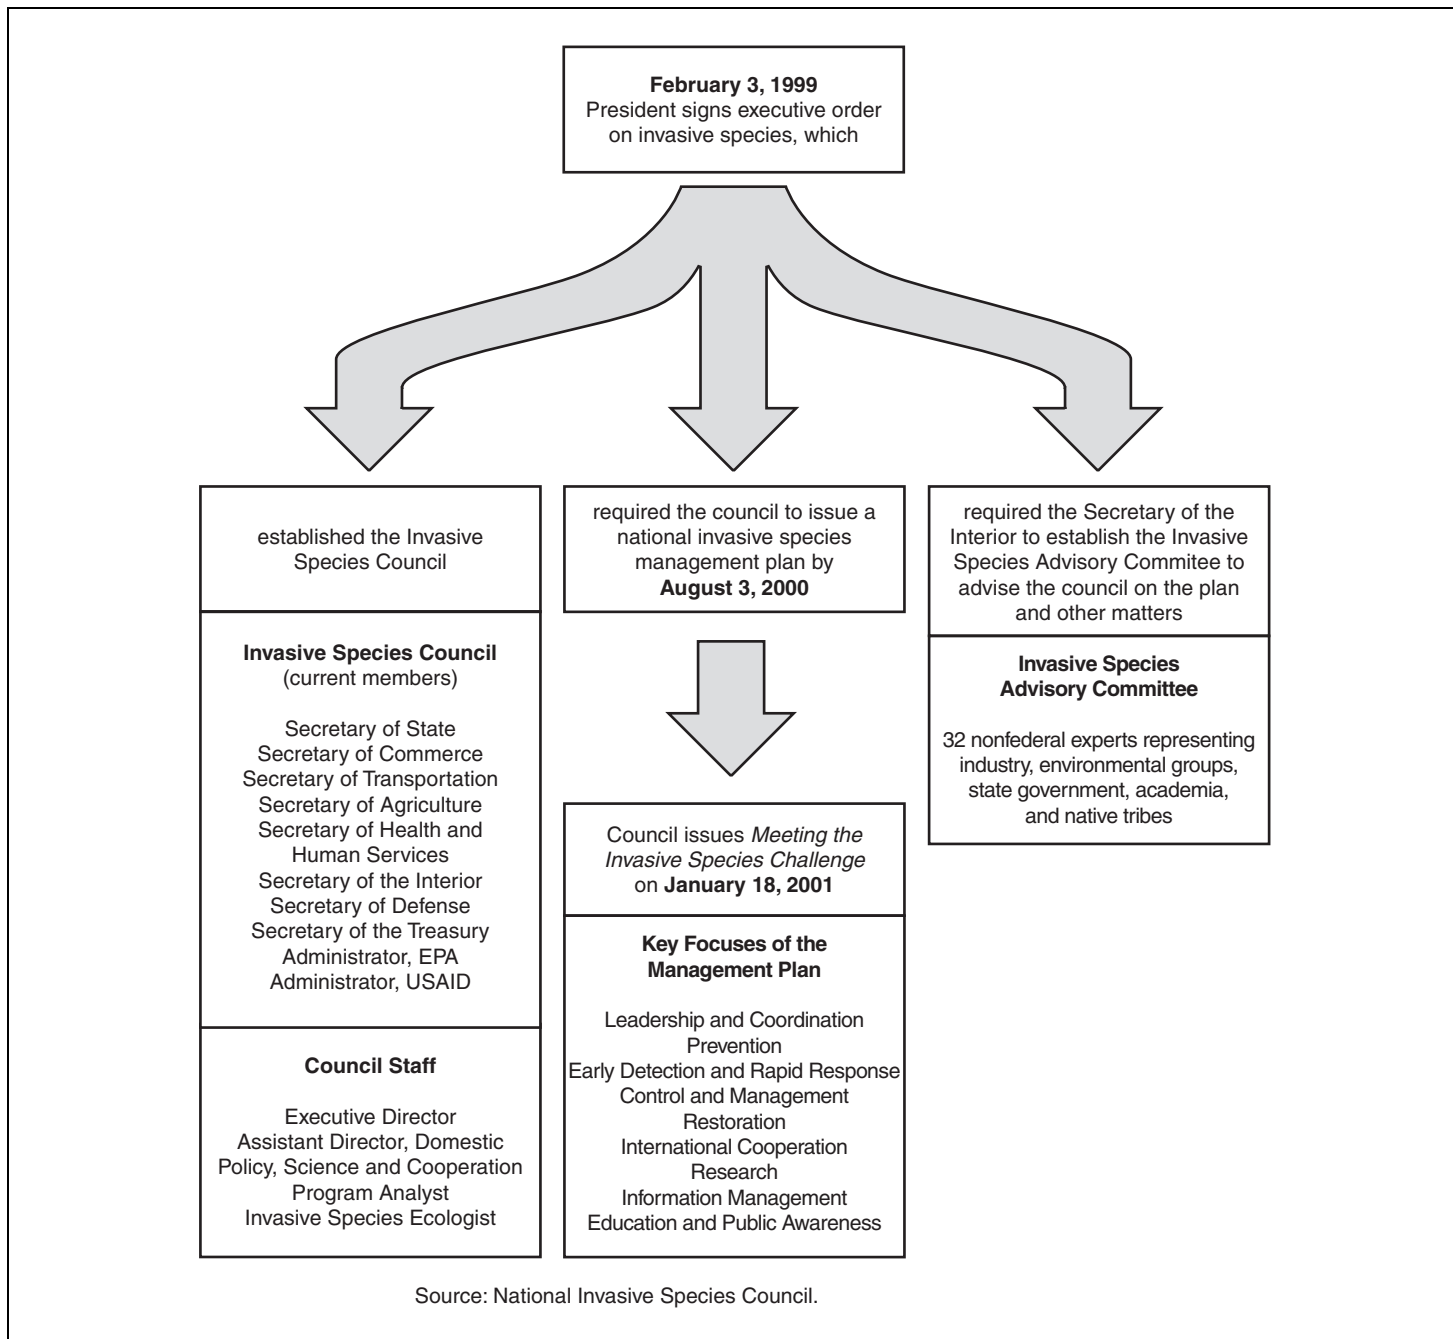 February 3, 1999
President signs executive order
on invasive species, which
established the Invasive
Species Council
Invasive Species Council
(current members)
Secretary of State
Secretary of Commerce
Secretary of Transportation
Secretary of Agriculture
Secretary of Health and
Human Services
Secretary of the Interior
Secretary of Defense
Secretary of the Treasury
Administrator, EPA
Administrator, USAID
Council Staff
Executive Director
Assistant Director, Domestic
Policy, Science and Cooperation
Program Analyst
Invasive Species Ecologist
required the council to issue a
national invasive species
management plan by
August 3, 2000
Council issues Meeting the
Invasive Species Challenge
on January 18, 2001
Key Focuses of the
Management Plan
Leadership and Coordination
Prevention
Early Detection and Rapid Response
Control and Management
Restoration
International Cooperation
Research
Information Management
Education and Public Awareness
required the Secretary of the
Interior to establish the Invasive
Species Advisory Commitee to
advise the council on the plan
and other matters
Invasive Species
Advisory Committee
32 nonfederal experts representing
industry, environmental groups,
state government, academia,
and native tribes
Source: National Invasive Species Council.